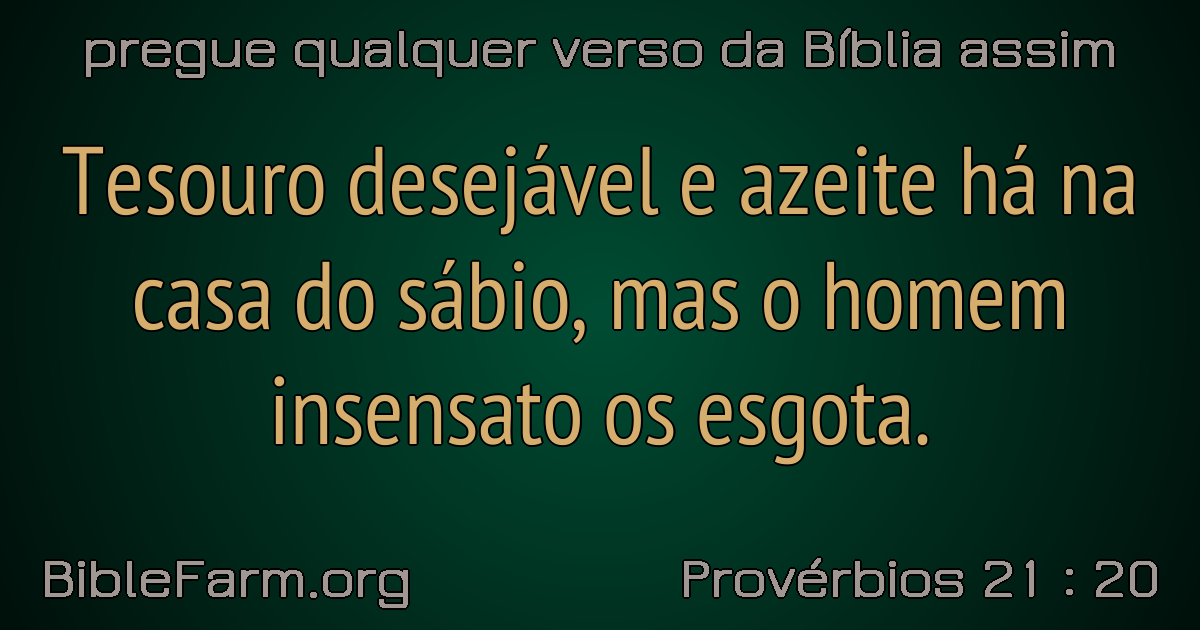 pregue qualquer verso da Bíblia assim
Tesouro desejável e azeite há na
casa do sábio, mas o homem
insensato os esgota.
BibleFarm.org
Provérbios 21 : 20